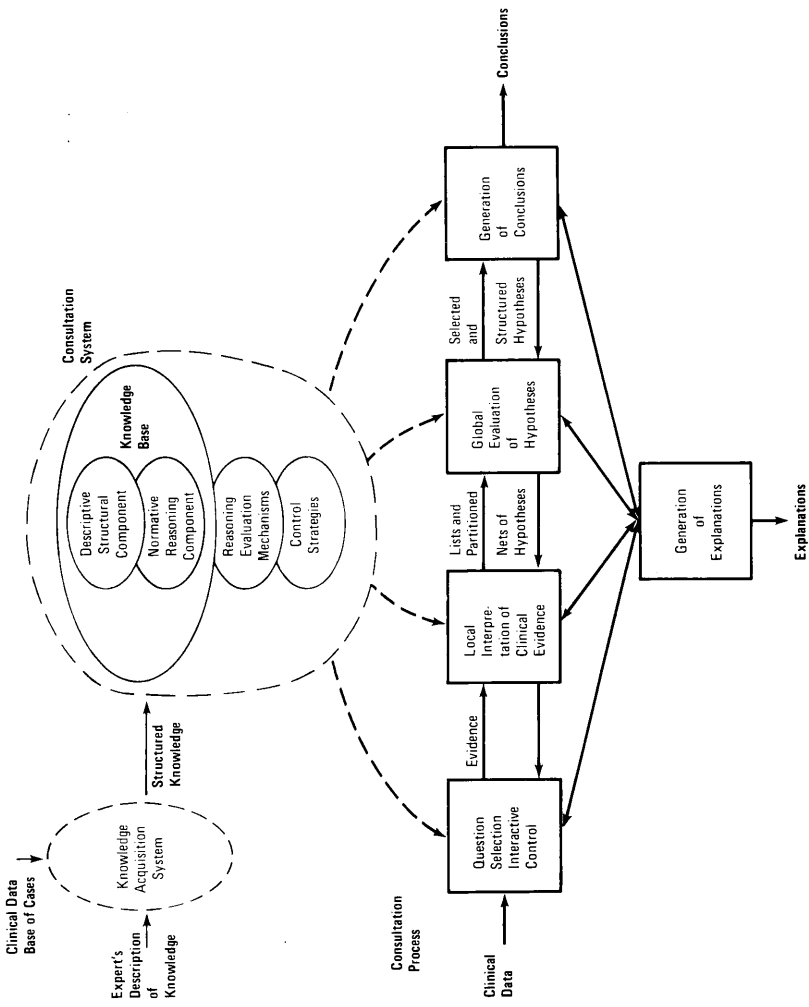 Clinical Data
Base of Cases
Expert's
Description
of
Knowledge
Knowledge
Acquisition
System
Structured
Knowledge
Consultation
System
Knowledge
Base
Descriptive
Structural
Component
Normative
Reasoning
Component
Reasoning
Evaluation
Mechanisms
Control
Strategies
Consultation
Process
Clinical
Data
Question
Selection
Interactive
Control
Evidence
Local
Interpre-
tation of
Clinical
Evidence
Lists and
Partitioned
Nets of
Hypotheses
Global
Evaluation
of
Hypotheses
Selected
and
Structured
Hypotheses
Generation
of
Conclusions
Conclusions
Generation
of
Explanations
Explanations